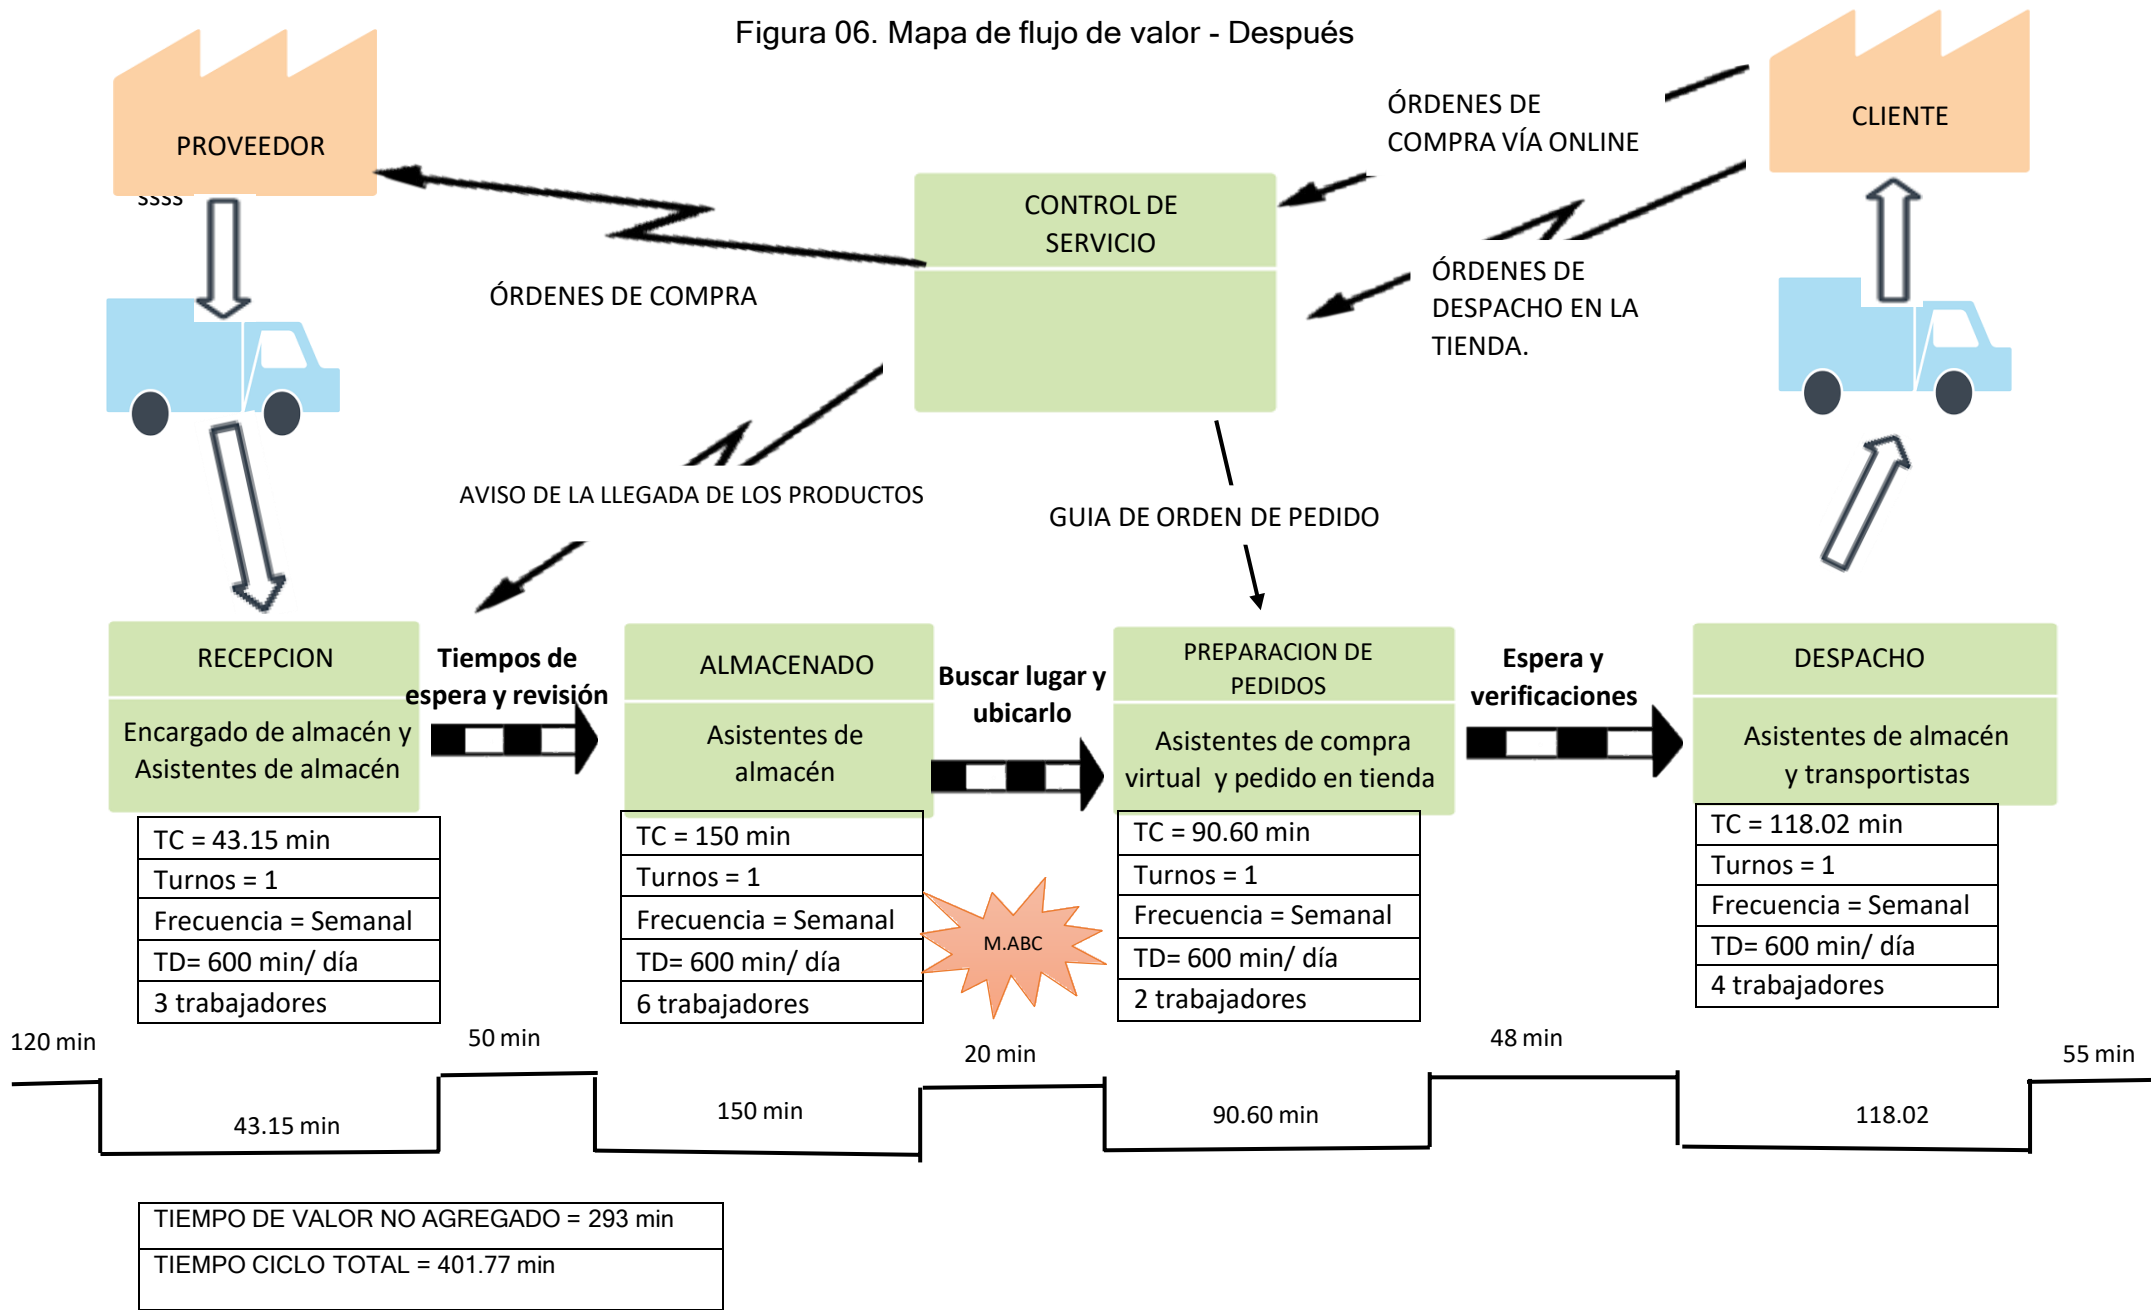 Figura 06. Mapa de flujo de valor - Después
PROVEEDOR
ssss
ÓRDENES DE
COMPRA VÍA ONLINE
CLIENTE
CONTROL DE
SERVICIO
ÓRDENES DE COMPRA
ÓRDENES DE
DESPACHO EN LA
TIENDA.
AVISO DE LA LLEGADA DE LOS PRODUCTOS
GUIA DE ORDEN DE PEDIDO
RECEPCION
Encargado de almacén y
Asistentes de almacén
Tiempos de
espera y revisión
ALMACENADO
Asistentes de
almacén
Buscar lugar y
ubicarlo
PREPARACION DE
PEDIDOS
Asistentes de compra
virtual y pedido en tienda
Espera y
verificaciones
DESPACHO
Asistentes de almacén
y transportistas
TC = 43.15 min
Turnos = 1
Frecuencia = Semanal
TD= 600 min/ día
3 trabajadores
TC = 150 min
Turnos = 1
Frecuencia = Semanal
TD= 600 min/ día
6 trabajadores
M.ABC
TC = 90.60 min
Turnos = 1
Frecuencia = Semanal
TD= 600 min/ día
2 trabajadores
TC = 118.02 min
Turnos = 1
Frecuencia = Semanal
TD= 600 min/ día
4 trabajadores
120 min
43.15 min
50 min
150 min
20 min
90.60 min
48 min
118.02
55 min
TIEMPO DE VALOR NO AGREGADO = 293 min
TIEMPO CICLO TOTAL = 401.77 min